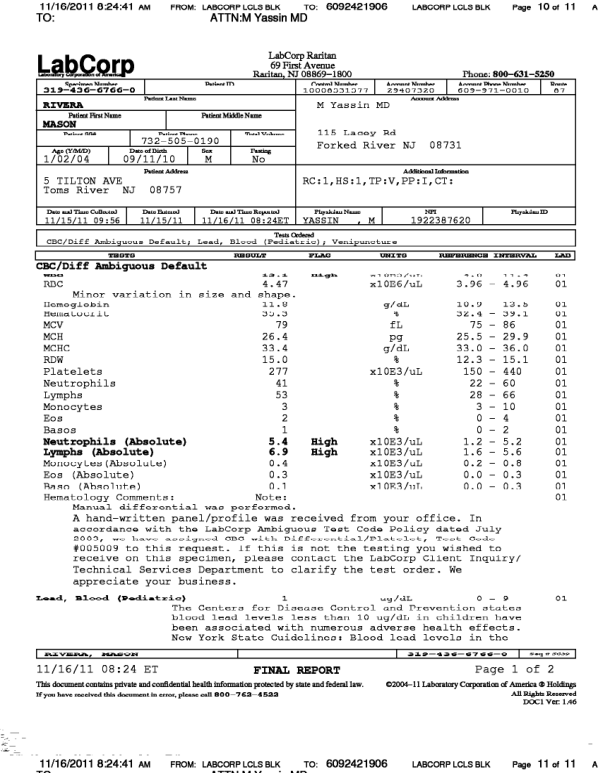 11/16/2011 8:24:41 AM FROM: LABCORP LCLS BLK TO: 6092421906 LABCORP LCLS BLK Page 10 of 11 A
TO: ATTN:M Yassin MD
LabCorp
Laboratory Corporation of America
LabCorp Raritan
69 First Avenue
Raritan, NJ 08869-1800 Phone: 800-631-5250
Specimen Number Patient ID Control Number Account Number Account Phone Number Route
319-436-6766-0 29407320 609-971-0010 87
Patient Last Name Account Address
RIVERA M Yassin MD
Patient First Name Patient Middle Name
MASON
Patient Phone Total Volume
732-505-0190 115 Lacey Rd
Age (Y/M/D) Date of Birth Sex Fasting Forked River NJ 08731
1/02/04 09/11/10 M No
Patient Address Additional Information
5 TILTON AVE RC:1,HS:1,TP:V,PP:I,CT:
Toms River NJ 08757
Date and Time Collected Date Entered Date and Time Reported Physician Name NPI Physician ID
11/15/11 09:56 11/15/11 11/16/11 08:24ET YASSIN , M 1922387620
Tests Ordered
CBC/Diff Ambiguous Default; Lead, Blood (Pediatric); Venipuncture
TESTS RESULT FLAG UNITS REFERENCE INTERVAL LAB
CBC/Diff Ambiguous Default
WBC High x10E3/uL 01
RBC 4.47 x10E6/uL 3.96 - 4.96 01
Minor variation in size and shape.
Hemoglobin 11.8 g/dL 10.9 - 13.5 01
Hematocrit 35.3 % 32.4 - 39.1 01
MCV 79 fL 75 - 86 01
MCH 26.4 pg 25.5 - 29.9 01
MCHC 33.4 g/dL 33.0 - 36.0 01
RDW 15.0 % 12.3 - 15.1 01
Platelets 277 x10E3/uL 150 - 440 01
Neutrophils 41 % 22 - 60 01
Lymphs 53 % 28 - 66 01
Monocytes 3 % 3 - 10 01
Eos 2 % 0 - 4 01
Basos 1 % 0 - 2 01
Neutrophils (Absolute) 5.4 High x10E3/uL 1.2 - 5.2 01
Lymphs (Absolute) 6.9 High x10E3/uL 1.6 - 5.6 01
Monocytes(Absolute) 0.4 x10E3/uL 0.2 - 0.8 01
Eos (Absolute) 0.3 x10E3/uL 0.0 - 0.3 01
Baso (Absolute) 0.1 x10E3/uL 0.0 - 0.3 01
Hematology Comments: Note: 01
Manual differential was performed.
A hand-written panel/profile was received from your office. In
accordance with the LabCorp Ambiguous Test Code Policy dated July
2003, we have assigned CBC with Differential/Platelet, Test Code
#005009 to this request. If this is not the testing you wished to
receive on this specimen, please contact the LabCorp Client Inquiry/
Technical Services Department to clarify the test order. We
appreciate your business.
Lead, Blood (Pediatric) 1 ug/dL 0 - 9 01
The Centers for Disease Control and Prevention states
blood lead levels less than 10 ug/dL in children have
been associated with numerous adverse health effects.
New York State Guidelines: Blood lead levels in the
RIVERA, MASON 319-436-6766-0
11/16/11 08:24 ET FINAL REPORT Page 1 of 2
This document contains private and confidential health information protected by state and federal law. ©2004-11 Laboratory Corporation of America ® Holdings
If you have received this document in error, please call 800-762-4522 All Rights Reserved
DOC1 Ver: 1.46
11/16/2011 8:24:41 AM FROM: LABCORP LCLS BLK TO: 6092421906 LABCORP LCLS BLK Page 11 of 11 A
TO: ATTN:M Yassin MD